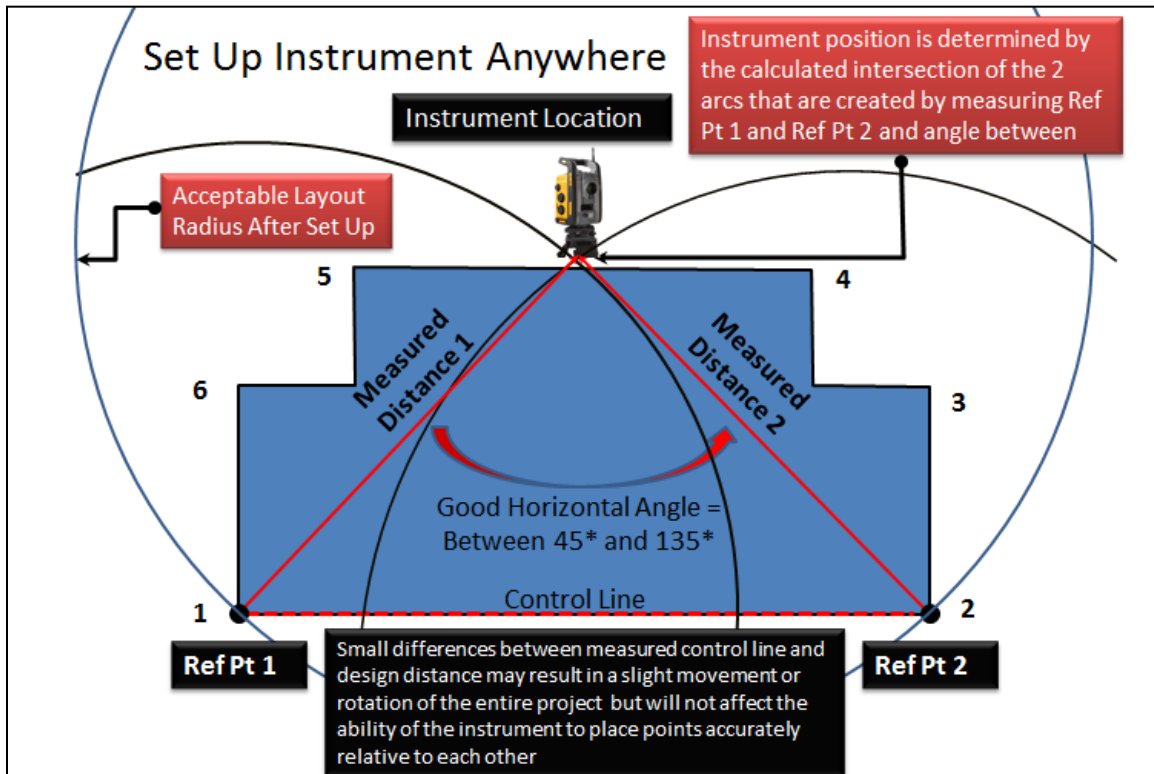 Set Up Instrument Anywhere
Instrument position is determined by
the calculated intersection of the 2
arcs that are created by measuring Ref
Pt 1 and Ref Pt 2 and angle between
Instrument Location
Acceptable Layout
Radius After Set Up
5
4
Measured
Distance 1
Measured
Distance 2
6
3
Good Horizontal Angle =
Between 45* and 135*
Control Line
1
2
Ref Pt 1
Ref Pt 2
Small differences between measured control line and
design distance may result in a slight movement or
rotation of the entire project but will not affect the
ability of the instrument to place points accurately
relative to each other